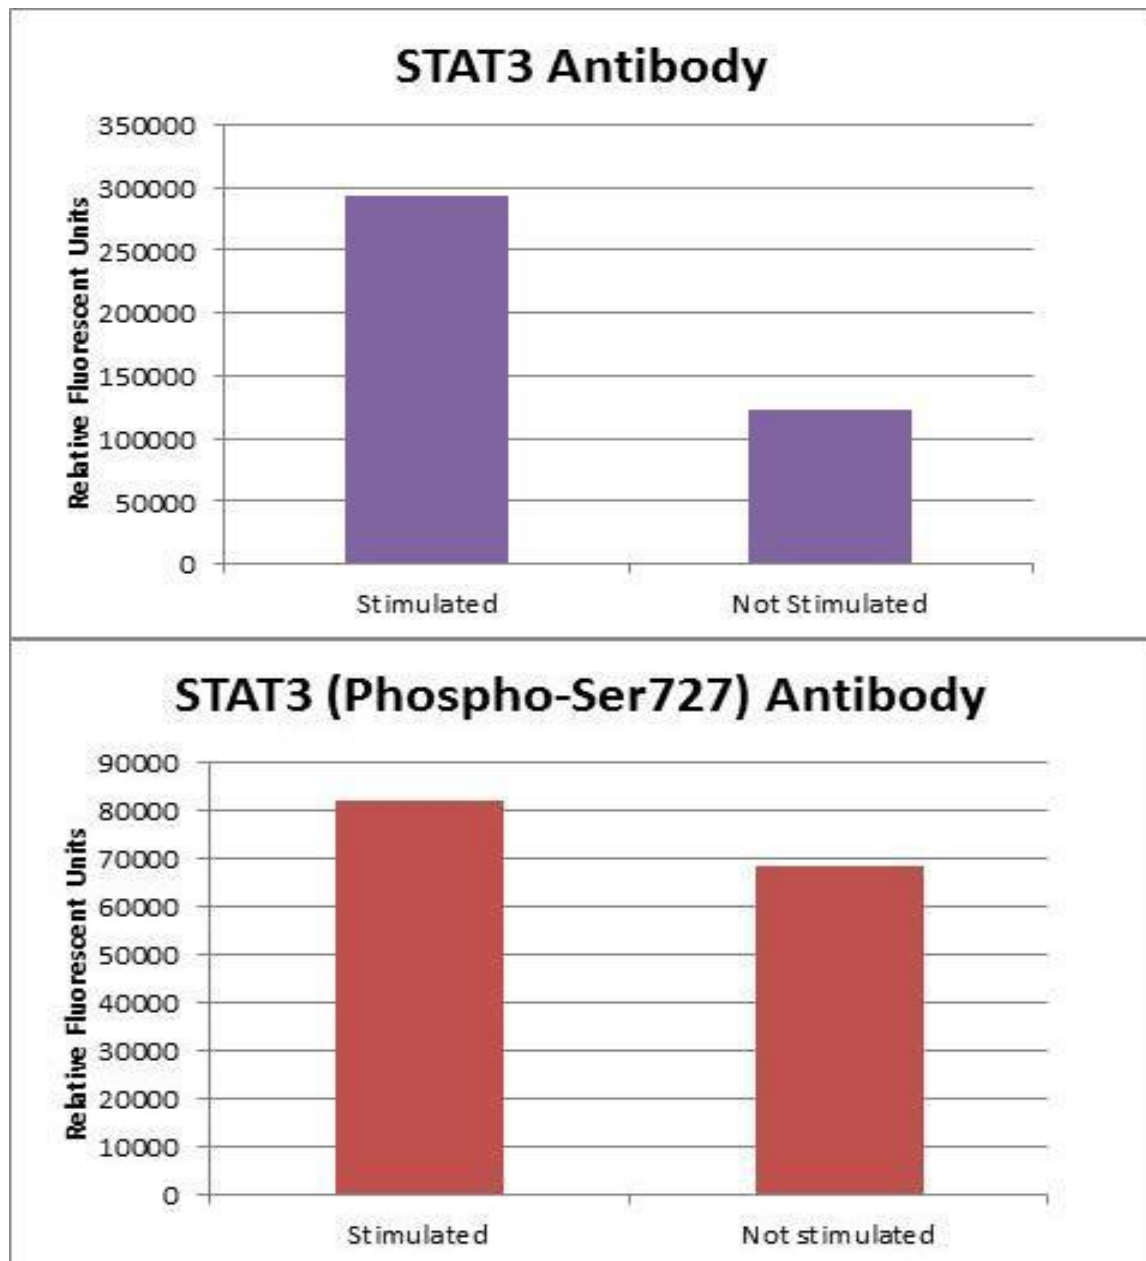 STAT3 Antibody
Relative Fluorescent Units
350000
300000
250000
200000
150000
100000
50000
0
Stimulated
Not Stimulated
STAT3 (Phospho-Ser727) Antibody
Relative Fluorescent Units
90000
80000
70000
60000
50000
40000
30000
20000
10000
0
Stimulated
Not stimulated